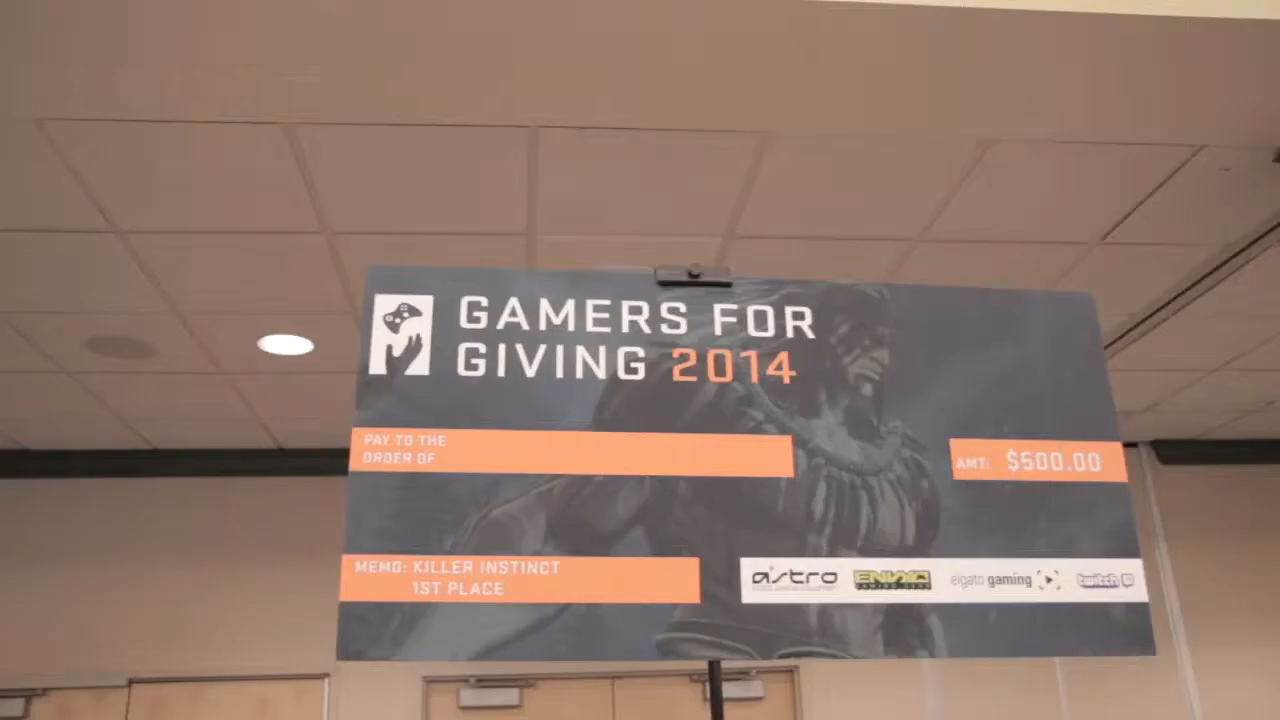 GAMERS FOR
GIVING 2014
PAY TO THE
ORDER OF
AMT: $500.00
MEMO: KILLER INSTINCT
1ST PLACE
astro
elgato gaming
twitch